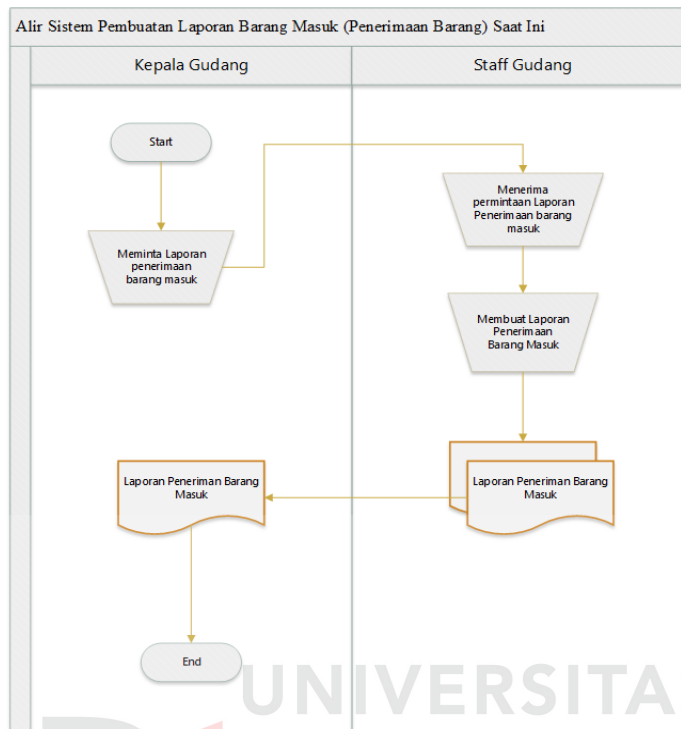 Alir Sistem Pembuatan Laporan Barang Masuk (Penerimaan Barang) Saat Ini
Kepala Gudang
Staff Gudang
Start
Meminta Laporan
penerimaan
barang masuk
Menerima
permintaan Laporan
Penerimaan barang
masuk
Membuat Laporan
Penerimaan
Barang Masuk
Laporan Peneriman Barang
Masuk
Laporan Peneriman Barang
Masuk
End
UNIVERSITA